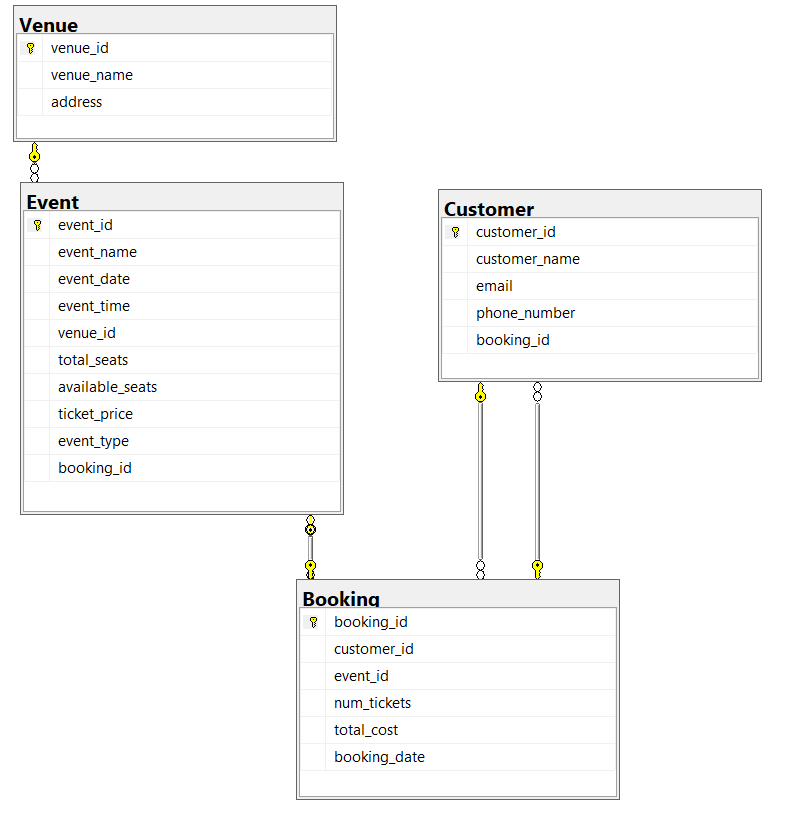 Venue
venue_id
venue_name
address
Event
event_id
event_name
event_date
event_time
venue_id
total_seats
available_seats
ticket_price
event_type
booking_id
Customer
customer_id
customer_name
email
phone_number
booking_id
Booking
booking_id
customer_id
event_id
num_tickets
total_cost
booking_date